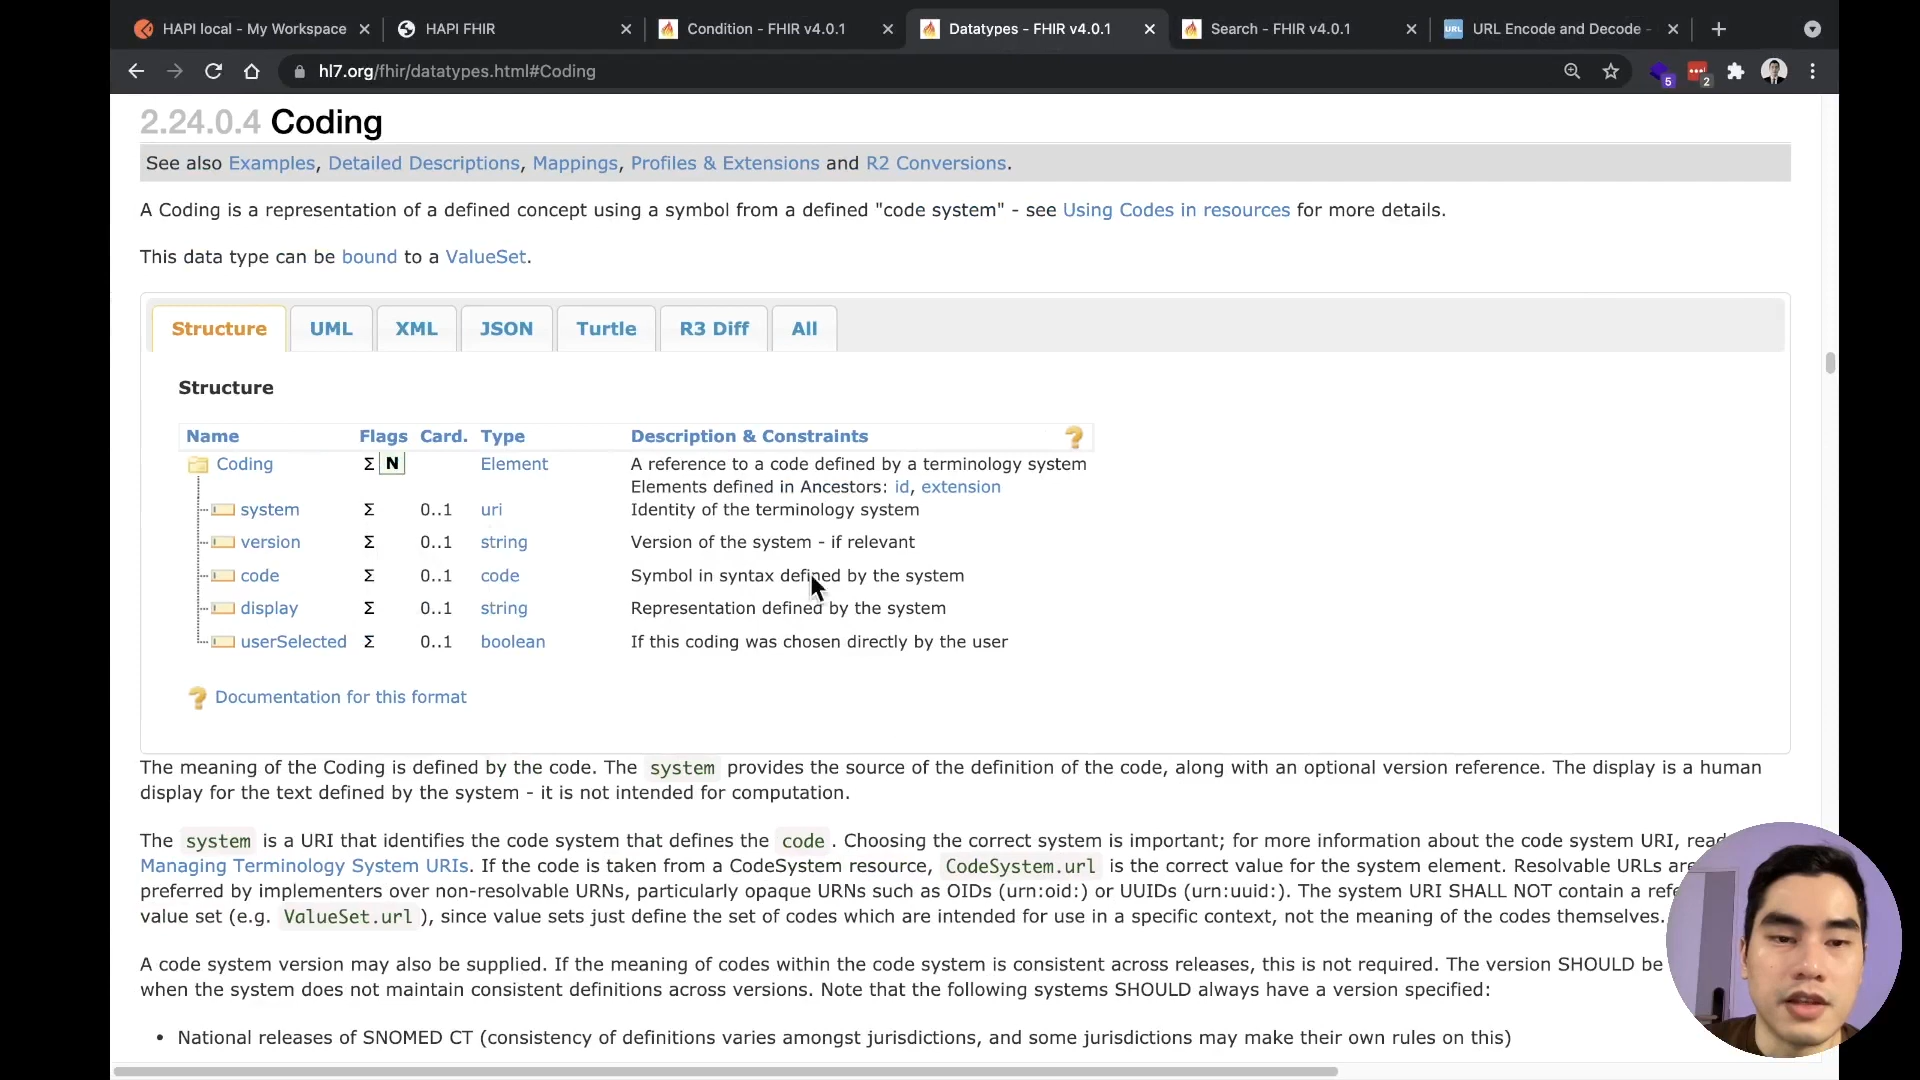 HAPI local - My Workspace
HAPI FHIR
Condition - FHIR v4.0.1
Datatypes - FHIR v4.0.1
Search - FHIR v4.0.1
URL
URL Encode and Decode -
hl7.org/fhir/datatypes.html#Coding
5
2
2.24.0.4 Coding
See also Examples, Detailed Descriptions, Mappings, Profiles & Extensions and R2 Conversions.
A Coding is a representation of a defined concept using a symbol from a defined "code system" - see Using Codes in resources for more details.
This data type can be bound to a ValueSet.
Structure UML XML JSON Turtle R3 Diff All
Structure
Name Flags Card. Type Description & Constraints
Coding Σ N Element A reference to a code defined by a terminology system
Elements defined in Ancestors: id, extension
system Σ 0..1 uri Identity of the terminology system
version Σ 0..1 string Version of the system - if relevant
code Σ 0..1 code Symbol in syntax defined by the system
display Σ 0..1 string Representation defined by the system
userSelected Σ 0..1 boolean If this coding was chosen directly by the user
Documentation for this format
The meaning of the Coding is defined by the code. The system provides the source of the definition of the code, along with an optional version reference. The display is a human
display for the text defined by the system - it is not intended for computation.
The system is a URI that identifies the code system that defines the code. Choosing the correct system is important; for more information about the code system URI, read
Managing Terminology System URIs. If the code is taken from a CodeSystem resource, CodeSystem.url is the correct value for the system element. Resolvable URLs are
preferred by implementers over non-resolvable URNs, particularly opaque URNs such as OIDs (urn:oid:) or UUIDs (urn:uuid:). The system URI SHALL NOT contain a
value set (e.g. ValueSet.url), since value sets just define the set of codes which are intended for use in a specific context, not the meaning of the codes themselves.
A code system version may also be supplied. If the meaning of codes within the code system is consistent across releases, this is not required. The version SHOULD be
when the system does not maintain consistent definitions across versions. Note that the following systems SHOULD always have a version specified:
• National releases of SNOMED CT (consistency of definitions varies amongst jurisdictions, and some jurisdictions may make their own rules on this)